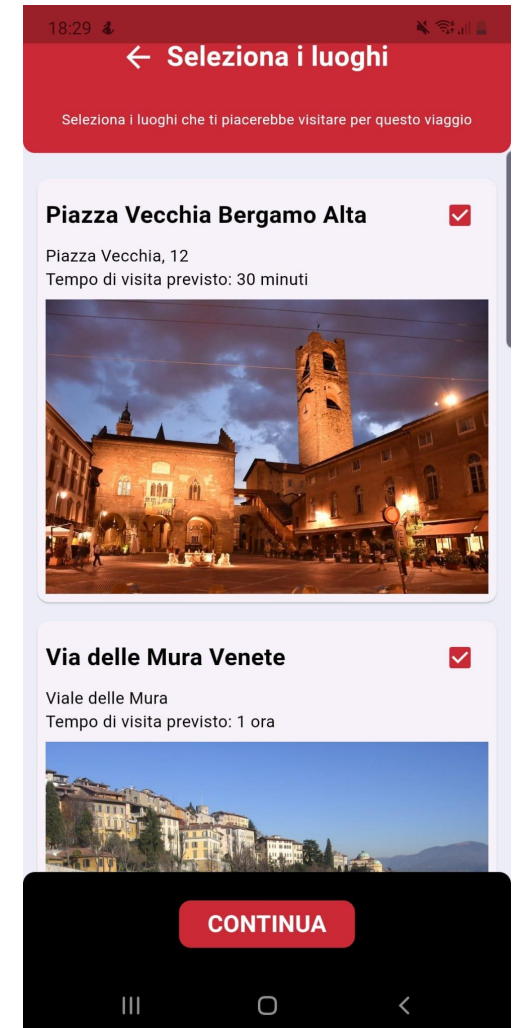 18:29
Seleziona i luoghi
Seleziona i luoghi che ti piacerebbe visitare per questo viaggio
Piazza Vecchia Bergamo Alta
Piazza Vecchia, 12
Tempo di visita previsto: 30 minuti
Via delle Mura Venete
Viale delle Mura
Tempo di visita previsto: 1 ora
CONTINUA